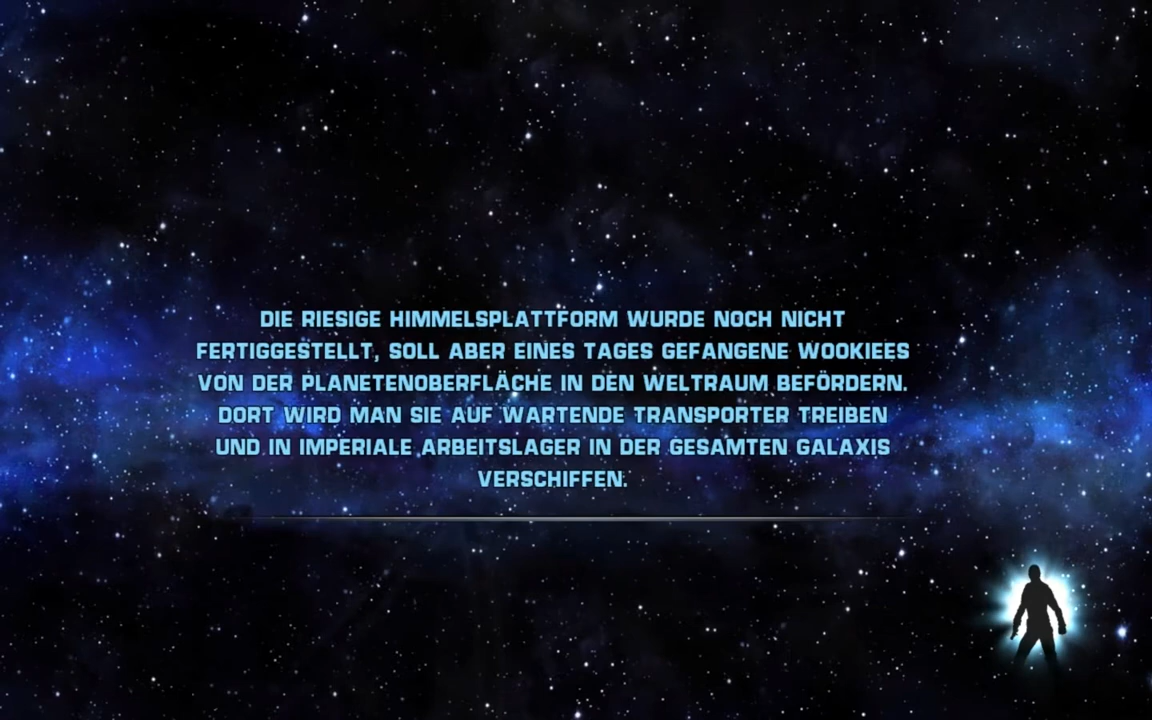 DIE RIESIGE HIMMELSPLATTFORM WURDE NOCH NICHT
FERTIGGESTELLT, SOLL ABER EINES TAGES GEFANGENE WOOKIEES
VON DER PLANETENOBERFLÄCHE IN DEN WELTRAUM BEFÖRDERN.
DORT WIRD MAN SIE AUF WARTENDE TRANSPORTER TREIBEN
UND IN IMPERIALE ARBEITSLAGER IN DER GESAMTEN GALAXIS
VERSCHIFFEN.